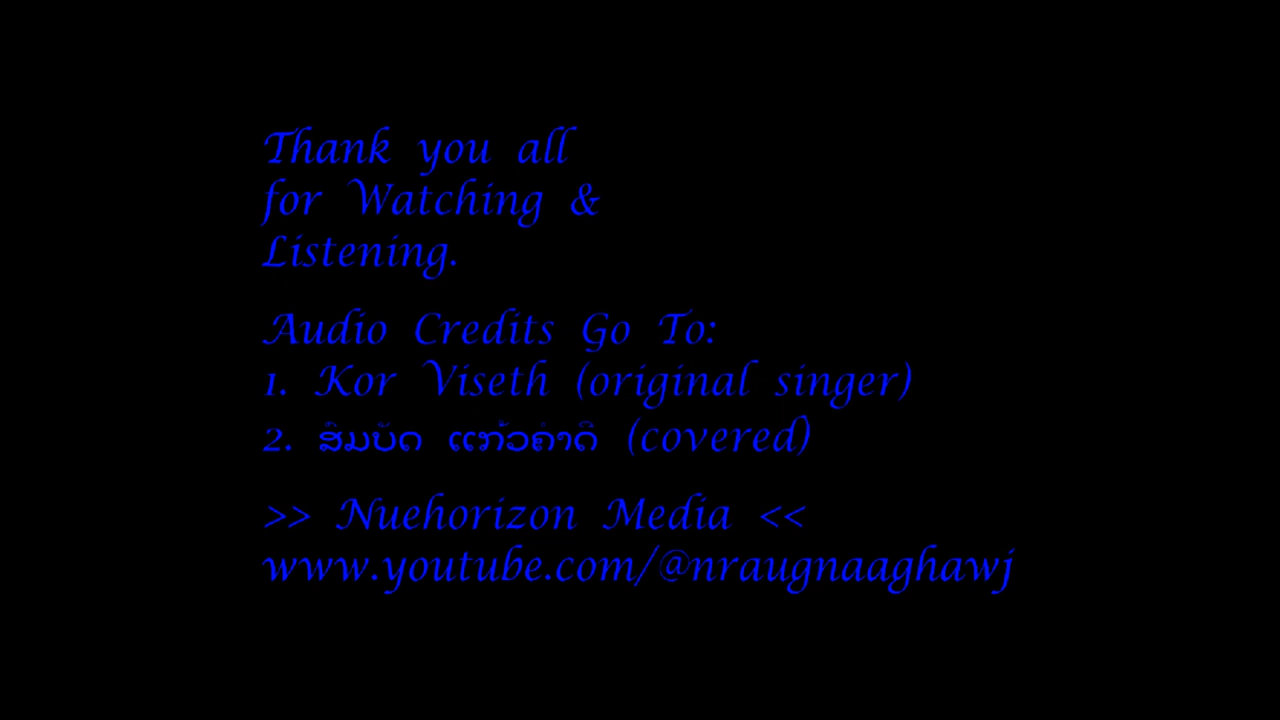 Thank you all
for Watching &
Listening.
Audio Credits Go To:
1. Kor Viseth (original singer)
2. ສົມບັດ ແກ້ວຄຳດີ (covered)
>> Nuehorizon Media <<
www.youtube.com/@nraugnaaghawj